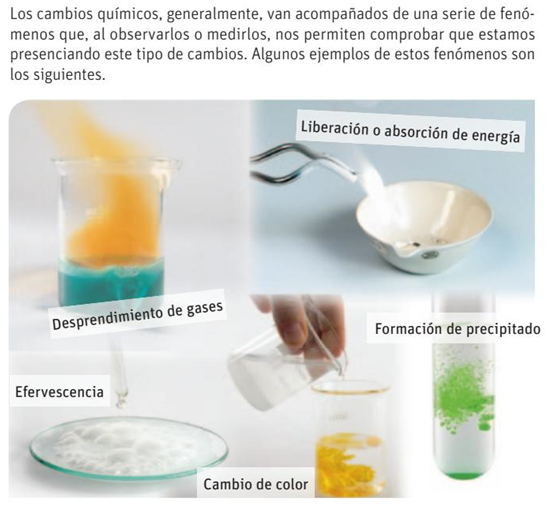 Los cambios químicos, generalmente, van acompañados de una serie de fenó-
menos que, al observarlos o medirlos, nos permiten comprobar que estamos
presenciando este tipo de cambios. Algunos ejemplos de estos fenómenos son
los siguientes.
Liberación o absorción de energía
Desprendimiento de gases
Formación de precipitado
Efervescencia
Cambio de color